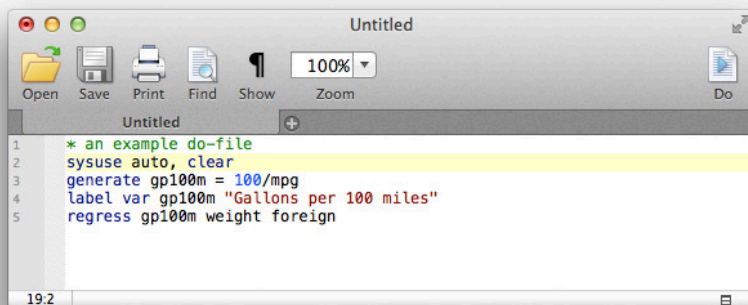 Untitled
Open Save Print Find Show 100% Zoom Do
Untitled
1 * an example do-file
2 sysuse auto, clear
3 generate gp100m = 100/mpg
4 label var gp100m "Gallons per 100 miles"
5 regress gp100m weight foreign
19:2